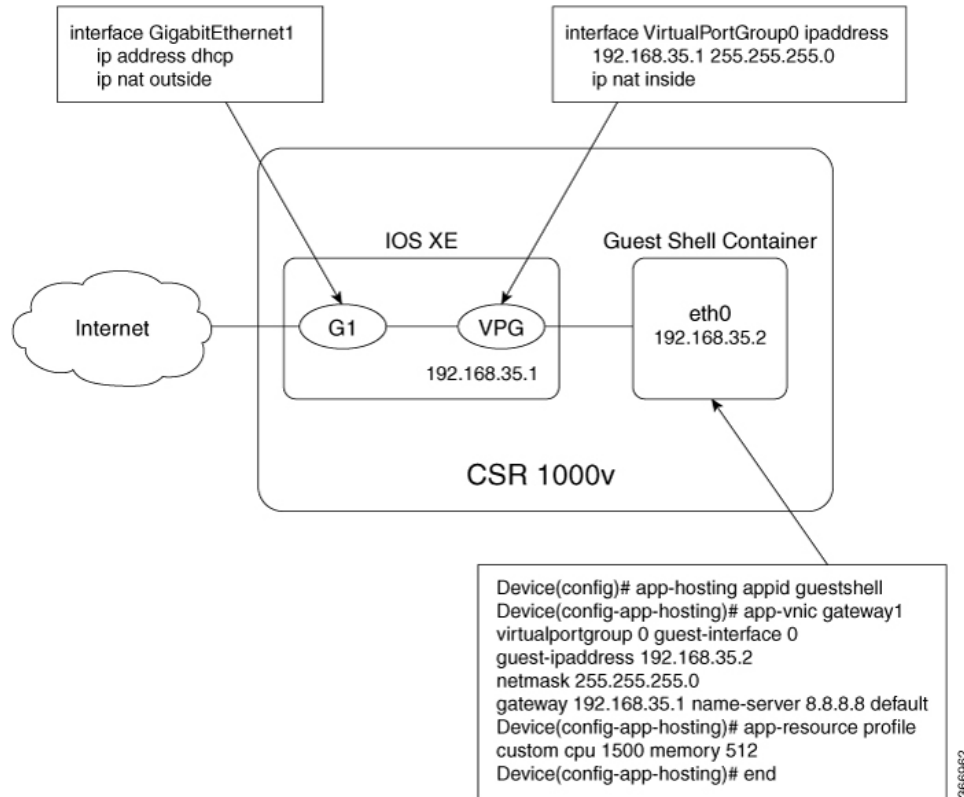 interface GigabitEthernet1
ip address dhcp
ip nat outside
interface VirtualPortGroup0 ipaddress
192.168.35.1 255.255.255.0
ip nat inside
IOS XE
Guest Shell Container
Internet
G1
VPG
192.168.35.1
eth0
192.168.35.2
CSR 1000v
Device(config)# app-hosting appid guestshell
Device(config-app-hosting)# app-vnic gateway1
virtualportgroup 0 guest-interface 0
guest-ipaddress 192.168.35.2
netmask 255.255.255.0
gateway 192.168.35.1 name-server 8.8.8.8 default
Device(config-app-hosting)# app-resource profile
custom cpu 1500 memory 512
Device(config-app-hosting)# end
366963